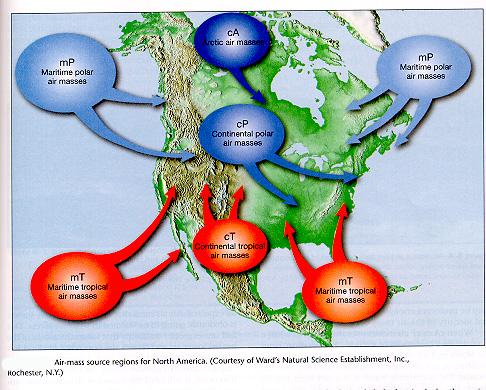 cA
Arctic air masses
mP
Maritime polar
air masses
mP
Maritime polar
air masses
cP
Continental polar
air masses
cT
Continental tropical
air masses
mT
Maritime tropical
air masses
mT
Maritime tropical
air masses
Air-mass source regions for North America. (Courtesy of Ward's Natural Science Establishment, Inc.,
Rochester, N.Y.)